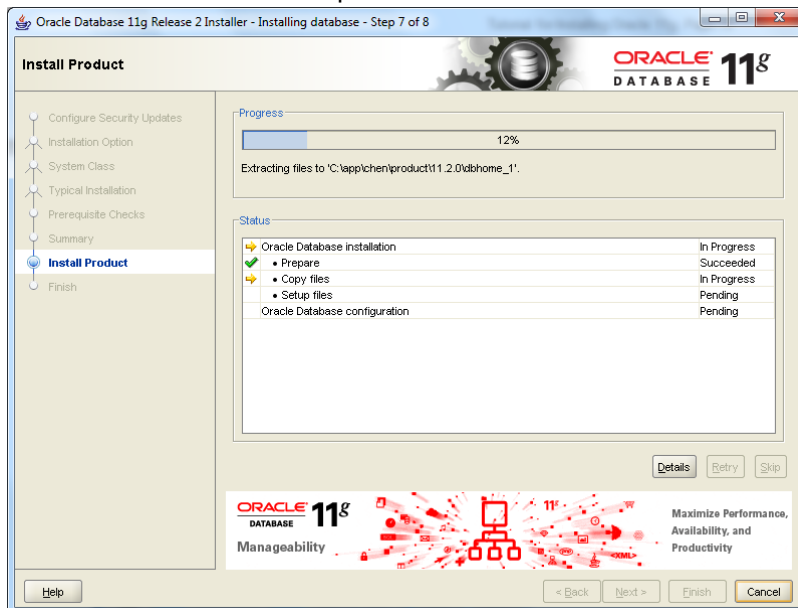 Oracle Database 11g Release 2 Installer - Installing database - Step 7 of 8
Install Product
ORACLE 11g
DATABASE
Configure Security Updates
Installation Option
System Class
Typical Installation
Prerequisite Checks
Summary
Install Product
Finish
Progress
12%
Extracting files to 'C:\app\chen\product\11.2.0\dbhome_1'.
Status
Oracle Database installation In Progress
• Prepare Succeeded
• Copy files In Progress
• Setup files Pending
Oracle Database configuration Pending
Details Retry Skip
ORACLE 11g
DATABASE
Manageability
11g
<XML>
Maximize Performance,
Availability, and
Productivity
Help < Back Next > Finish Cancel